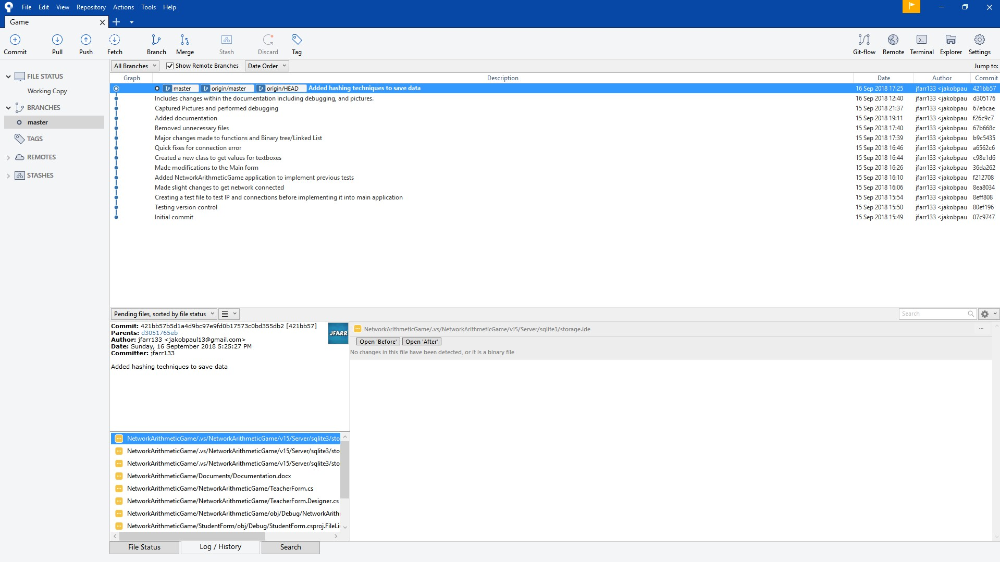 File Edit View Repository Actions Tools Help
Game
Commit Pull Push Fetch Branch Merge Stash Discard Tag Git-flow Remote Terminal Explorer Settings
All Branches Show Remote Branches Date Order Jump to:
FILE STATUS
Working Copy
BRANCHES
master
TAGS
REMOTES
STASHES
Graph Description Date Author Commit
master origin/master origin/HEAD Added hashing techniques to save data 16 Sep 2018 17:25 jfarr133 <jakobpau 421bb57
Includes changes within the documentation including debugging, and pictures. 16 Sep 2018 12:40 jfarr133 <jakobpau d305176
Captured Pictures and performed debugging 15 Sep 2018 21:37 jfarr133 <jakobpau 67e6cae
Added documentation 15 Sep 2018 19:11 jfarr133 <jakobpau f26c9c7
Removed unnecessary files 15 Sep 2018 17:40 jfarr133 <jakobpau 67b668c
Major changes made to functions and Binary tree/Linked List 15 Sep 2018 17:39 jfarr133 <jakobpau b9c5435
Quick fixes for connection error 15 Sep 2018 16:46 jfarr133 <jakobpau a6562c6
Created a new class to get values for textboxes 15 Sep 2018 16:44 jfarr133 <jakobpau c98e1d6
Made modifications to the Main form 15 Sep 2018 16:26 jfarr133 <jakobpau 36da262
Added NetworkArithmeticGame application to implement previous tests 15 Sep 2018 16:10 jfarr133 <jakobpau f212708
Made slight changes to get network connected 15 Sep 2018 16:06 jfarr133 <jakobpau 8ea8034
Creating a test file to test IP and connections before implementing it into main application 15 Sep 2018 15:54 jfarr133 <jakobpau 8eff808
Testing version control 15 Sep 2018 15:50 jfarr133 <jakobpau 80ef196
Initial commit 15 Sep 2018 15:49 jfarr133 <jakobpau 07c9747
Pending files, sorted by file status Search
Commit: 421bb57b5d1a4d9bc97e9fd0b17573c0bd355db2 [421bb57]
Parents: d3051765eb
Author: jfarr133 <jakobpaul13@gmail.com>
Date: Sunday, 16 September 2018 5:25:27 PM
Committer: jfarr133
JFARR
Added hashing techniques to save data
NetworkArithmeticGame/.vs/NetworkArithmeticGame/v15/Server/sqlite3/storage.ide
Open 'Before' Open 'After'
No changes in this file have been detected, or it is a binary file
NetworkArithmeticGame/.vs/NetworkArithmeticGame/v15/Server/sqlite3/sto
NetworkArithmeticGame/.vs/NetworkArithmeticGame/v15/Server/sqlite3/sto
NetworkArithmeticGame/.vs/NetworkArithmeticGame/v15/Server/sqlite3/sto
NetworkArithmeticGame/Documents/Documentation.docx
NetworkArithmeticGame/NetworkArithmeticGame/TeacherForm.cs
NetworkArithmeticGame/NetworkArithmeticGame/TeacherForm.Designer.cs
NetworkArithmeticGame/NetworkArithmeticGame/obj/Debug/NetworkArith
NetworkArithmeticGame/StudentForm/obj/Debug/StudentForm.csproj.FileLis
File Status Log / History Search